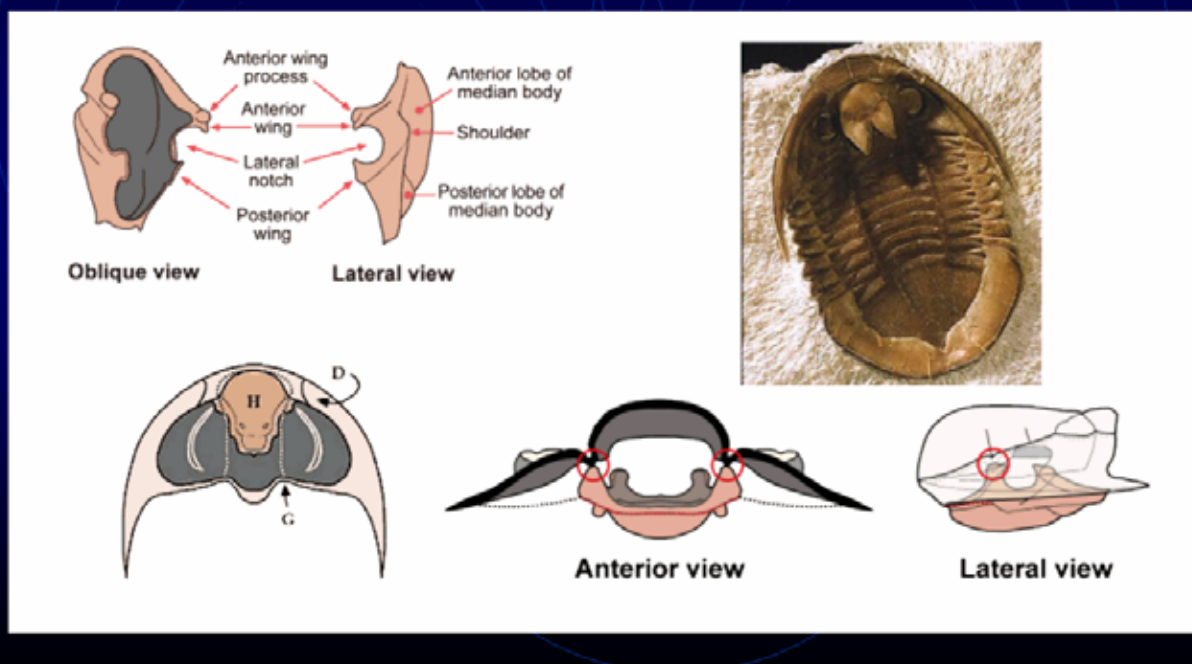 Anterior wing
process
Anterior
wing
Lateral
notch
Posterior
wing
Anterior lobe of
median body
Shoulder
Posterior lobe of
median body
Oblique view
Lateral view
D
H
G
Anterior view
Lateral view